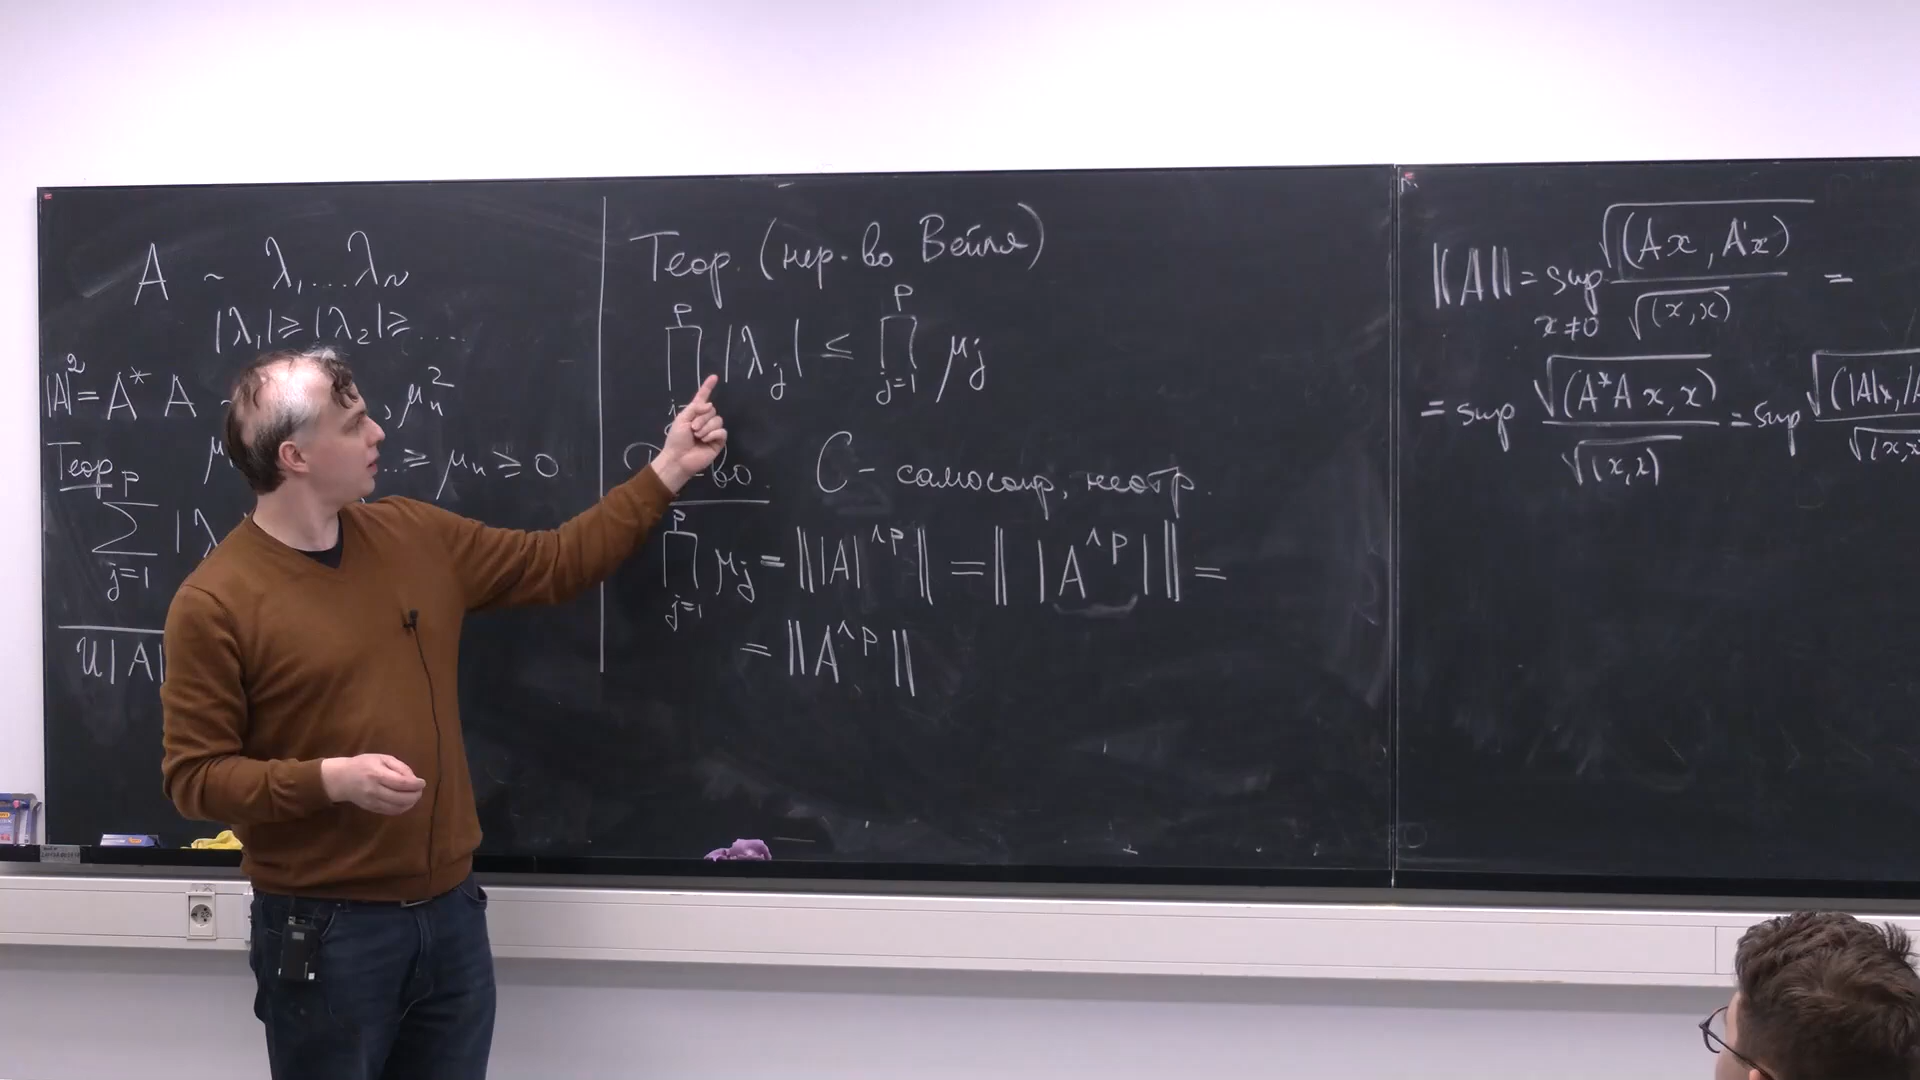 A ~ λ₁...λₙ
|λ₁| ≥ |λ₂| ≥ ....
|A|² = A* A , μₙ²
... ≥ μₙ ≥ 0
Теор
p
∑ |λ
j=1
U|A|
Теор. (нер-во Вейля)
p p
∏ |λⱼ| ≤ ∏ μⱼ
j=1
С - самосопр, неотр.
p
∏ μⱼ = || |A|^∧p || = || |A^∧p| || =
j=1
= ||A^∧p||
||A|| = sup √(Ax, Ax) / √(x,x) =
x≠0
= sup √(A*A x, x) / √(x,x) = sup √(|A|x, |A / √(x,x